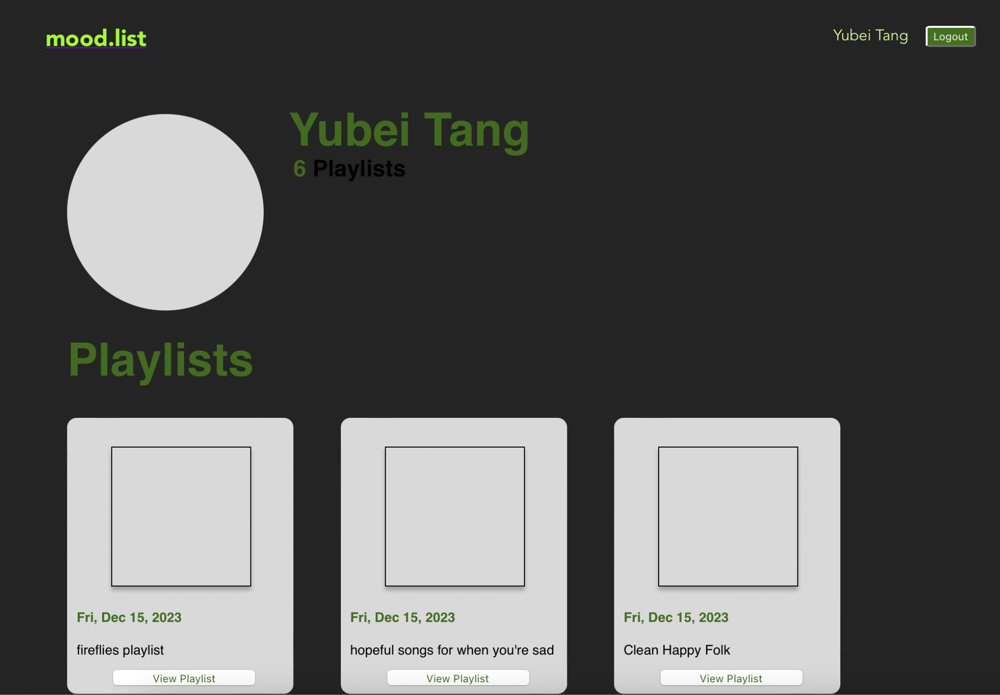 mood.list
Yubei Tang
Logout
Yubei Tang
6 Playlists
Playlists
Fri, Dec 15, 2023
fireflies playlist
View Playlist
Fri, Dec 15, 2023
hopeful songs for when you're sad
View Playlist
Fri, Dec 15, 2023
Clean Happy Folk
View Playlist